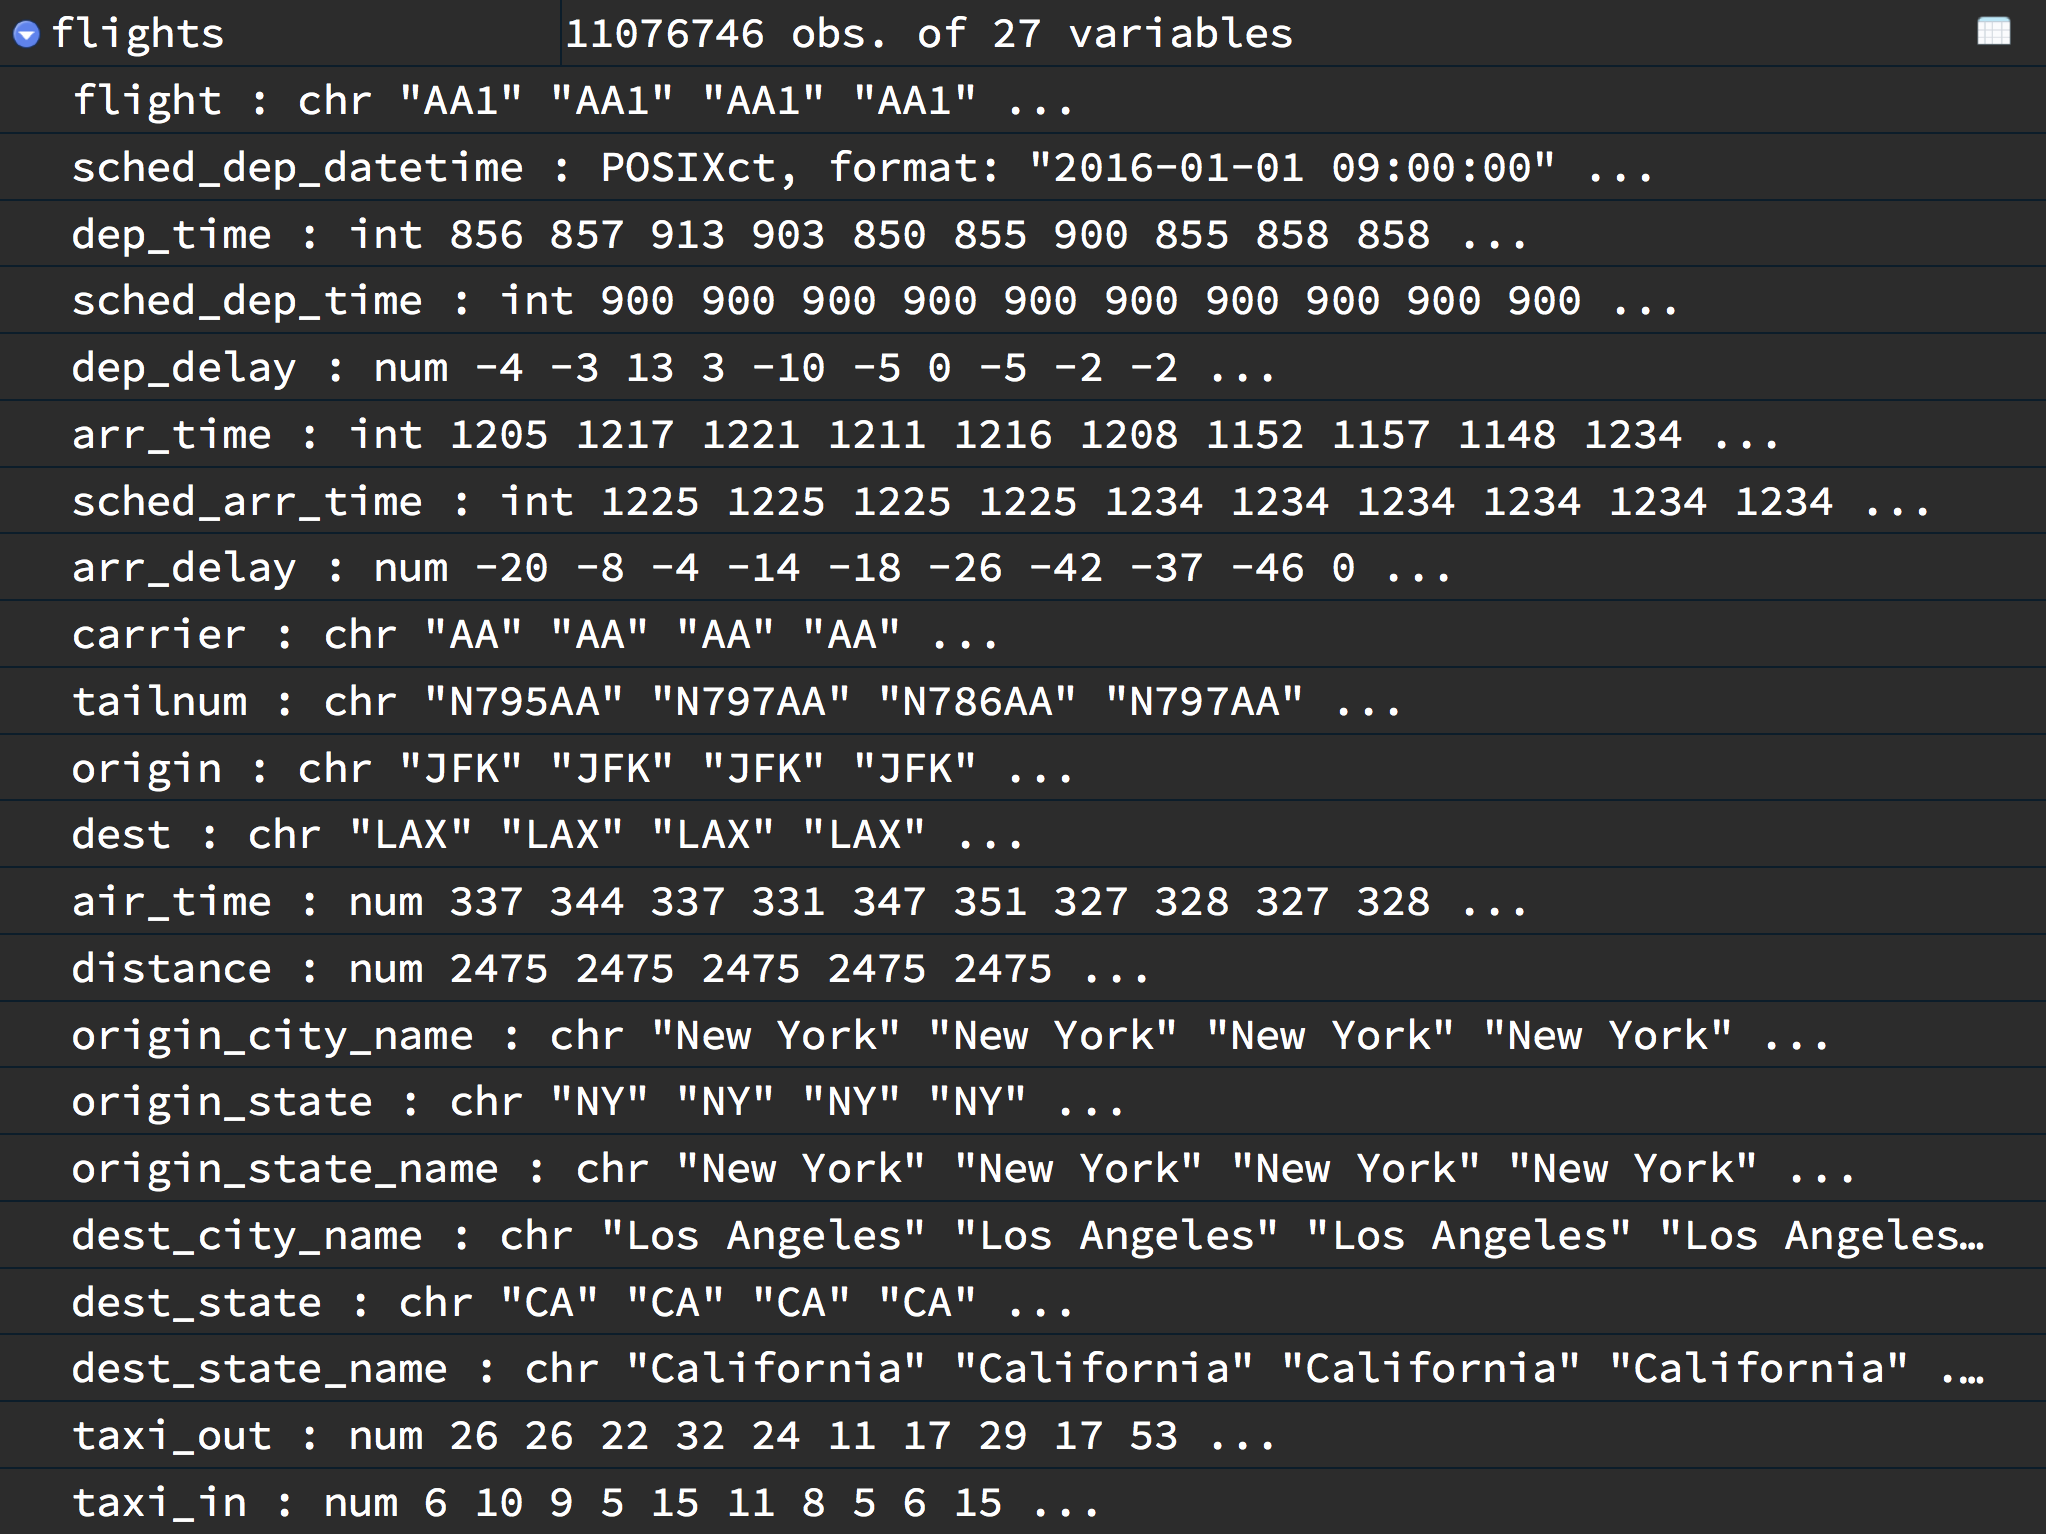 flights 11076746 obs. of 27 variables
flight : chr "AA1" "AA1" "AA1" "AA1" ...
sched_dep_datetime : POSIXct, format: "2016-01-01 09:00:00" ...
dep_time : int 856 857 913 903 850 855 900 855 858 858 ...
sched_dep_time : int 900 900 900 900 900 900 900 900 900 900 ...
dep_delay : num -4 -3 13 3 -10 -5 0 -5 -2 -2 ...
arr_time : int 1205 1217 1221 1211 1216 1208 1152 1157 1148 1234 ...
sched_arr_time : int 1225 1225 1225 1225 1234 1234 1234 1234 1234 1234 ...
arr_delay : num -20 -8 -4 -14 -18 -26 -42 -37 -46 0 ...
carrier : chr "AA" "AA" "AA" "AA" ...
tailnum : chr "N795AA" "N797AA" "N786AA" "N797AA" ...
origin : chr "JFK" "JFK" "JFK" "JFK" ...
dest : chr "LAX" "LAX" "LAX" "LAX" ...
air_time : num 337 344 337 331 347 351 327 328 327 328 ...
distance : num 2475 2475 2475 2475 2475 ...
origin_city_name : chr "New York" "New York" "New York" "New York" ...
origin_state : chr "NY" "NY" "NY" "NY" ...
origin_state_name : chr "New York" "New York" "New York" "New York" ...
dest_city_name : chr "Los Angeles" "Los Angeles" "Los Angeles" "Los Angeles…
dest_state : chr "CA" "CA" "CA" "CA" ...
dest_state_name : chr "California" "California" "California" "California" .…
taxi_out : num 26 26 22 32 24 11 17 29 17 53 ...
taxi_in : num 6 10 9 5 15 11 8 5 6 15 ...